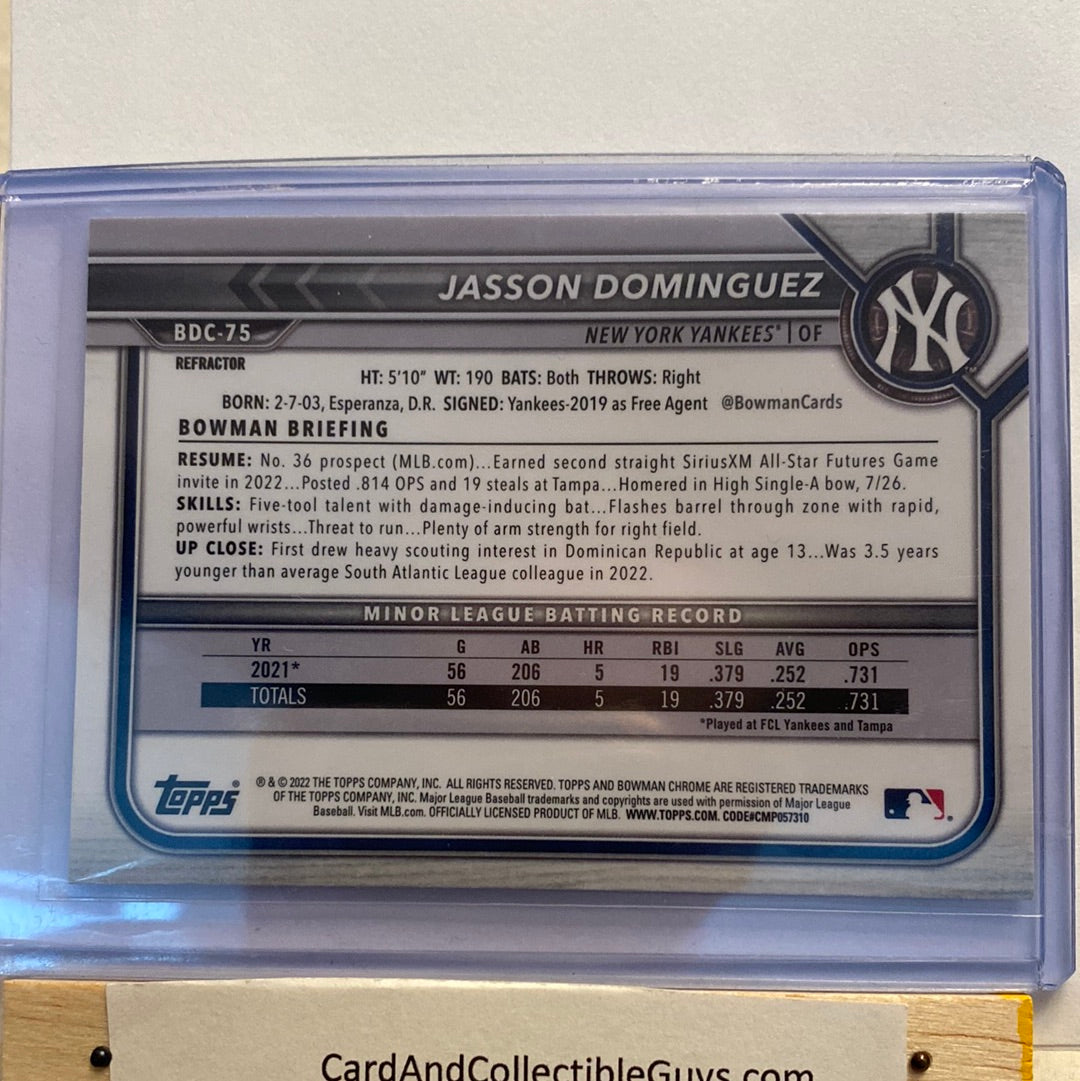 JASSON DOMINGUEZ
BDC-75
NEW YORK YANKEES® | OF
NY
REFRACTOR
HT: 5'10" WT: 190 BATS: Both THROWS: Right
BORN: 2-7-03, Esperanza, D.R. SIGNED: Yankees-2019 as Free Agent @BowmanCards
BOWMAN BRIEFING
RESUME: No. 36 prospect (MLB.com)...Earned second straight SiriusXM All-Star Futures Game
invite in 2022...Posted .814 OPS and 19 steals at Tampa...Homered in High Single-A bow, 7/26.
SKILLS: Five-tool talent with damage-inducing bat...Flashes barrel through zone with rapid,
powerful wrists...Threat to run...Plenty of arm strength for right field.
UP CLOSE: First drew heavy scouting interest in Dominican Republic at age 13...Was 3.5 years
younger than average South Atlantic League colleague in 2022.
MINOR LEAGUE BATTING RECORD
YR G AB HR RBI SLG AVG OPS
2021* 56 206 5 19 .379 .252 .731
TOTALS 56 206 5 19 .379 .252 .731
*Played at FCL Yankees and Tampa
Topps®
® & © 2022 THE TOPPS COMPANY, INC. ALL RIGHTS RESERVED. TOPPS AND BOWMAN CHROME ARE REGISTERED TRADEMARKS
OF THE TOPPS COMPANY, INC. Major League Baseball trademarks and copyrights are used with permission of Major League
Baseball. Visit MLB.com. OFFICIALLY LICENSED PRODUCT OF MLB. WWW.TOPPS.COM. CODE#CMP057310
CardAndCollectibleGuys.com